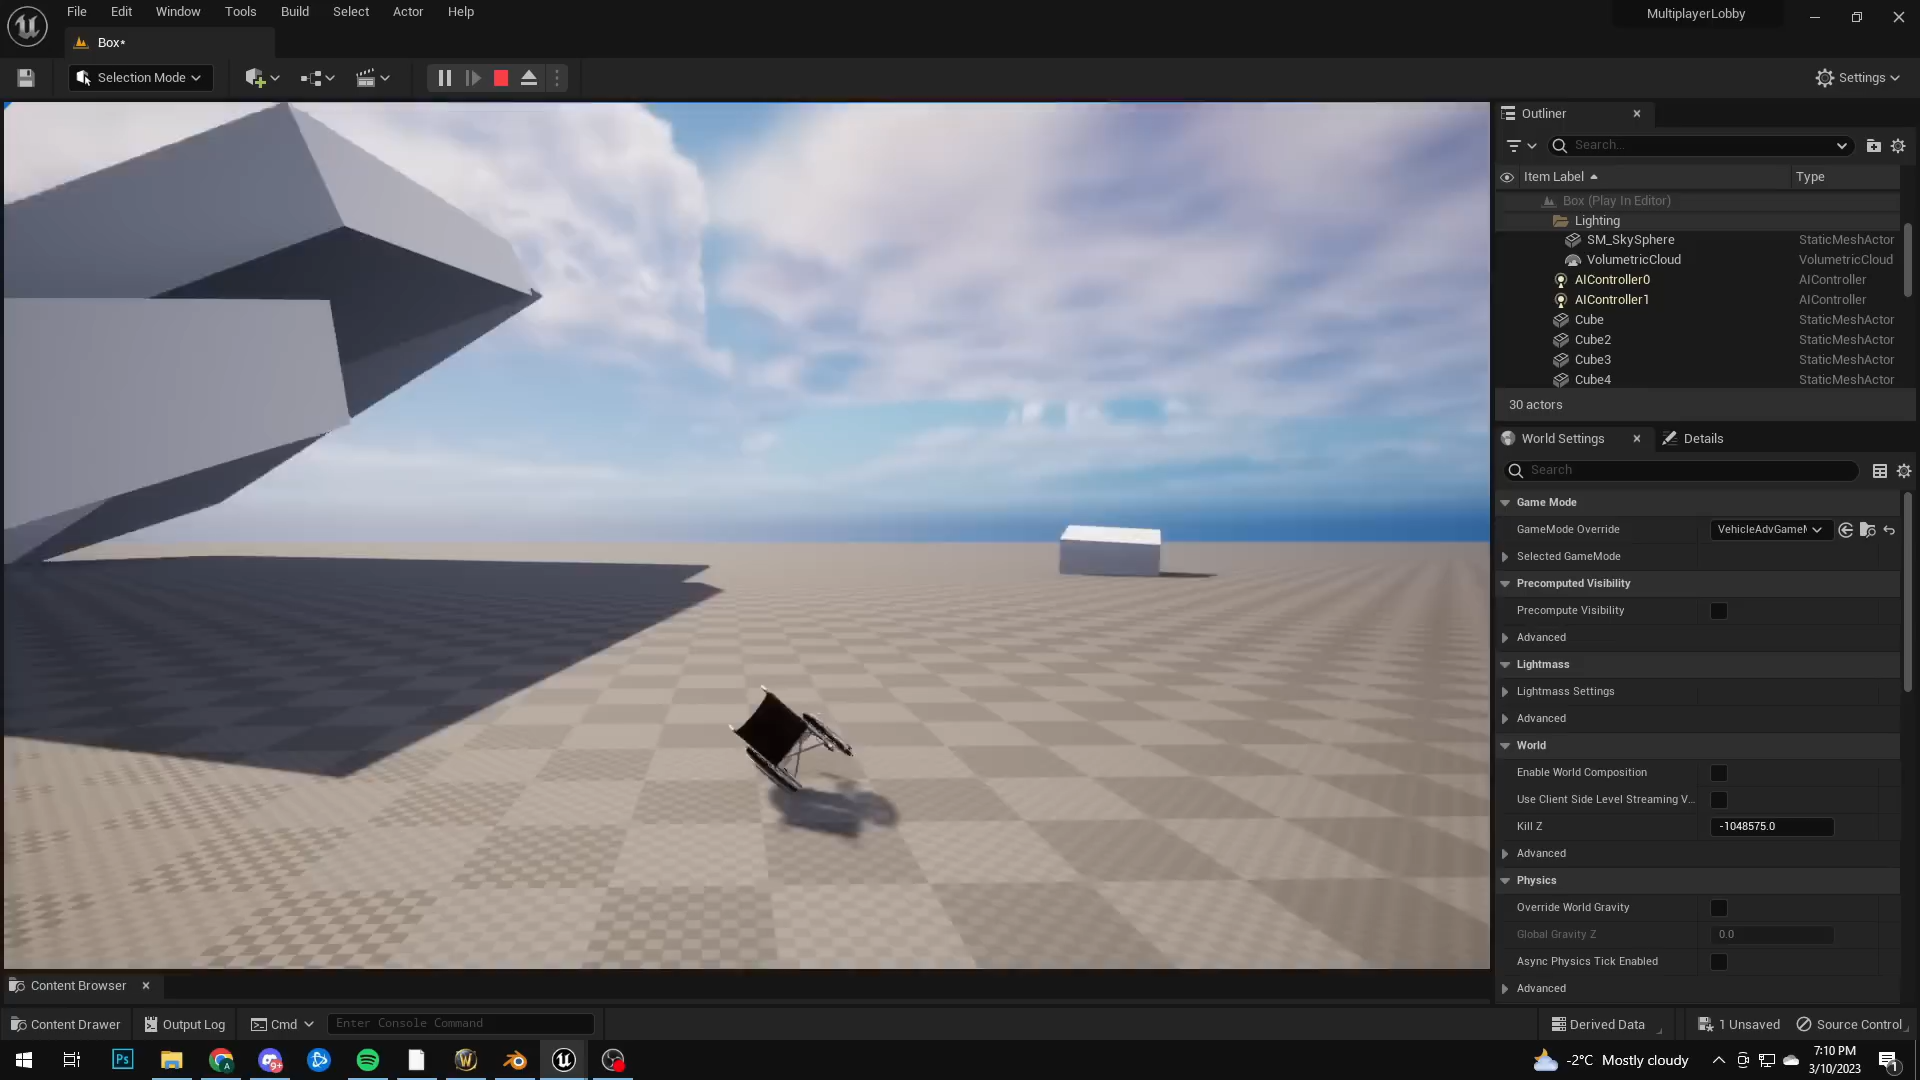 File Edit Window Tools Build Select Actor Help
MultiplayerLobby
Box*
Selection Mode
Settings
Outliner
Search...
Item Label Type
Box (Play In Editor)
Lighting
SM_SkySphere StaticMeshActor
VolumetricCloud VolumetricCloud
AIController0 AIController
AIController1 AIController
Cube StaticMeshActor
Cube2 StaticMeshActor
Cube3 StaticMeshActor
Cube4 StaticMeshActor
30 actors
World Settings Details
Search
Game Mode
GameMode Override VehicleAdvGameM
Selected GameMode
Precomputed Visibility
Precompute Visibility
Advanced
Lightmass
Lightmass Settings
Advanced
World
Enable World Composition
Use Client Side Level Streaming V...
Kill Z -1048575.0
Advanced
Physics
Override World Gravity
Global Gravity Z 0.0
Async Physics Tick Enabled
Advanced
Content Browser
Content Drawer Output Log Cmd Enter Console Command
Derived Data 1 Unsaved Source Control
Ps A 9+ W
-2°C Mostly cloudy
7:10 PM
3/10/2023
1